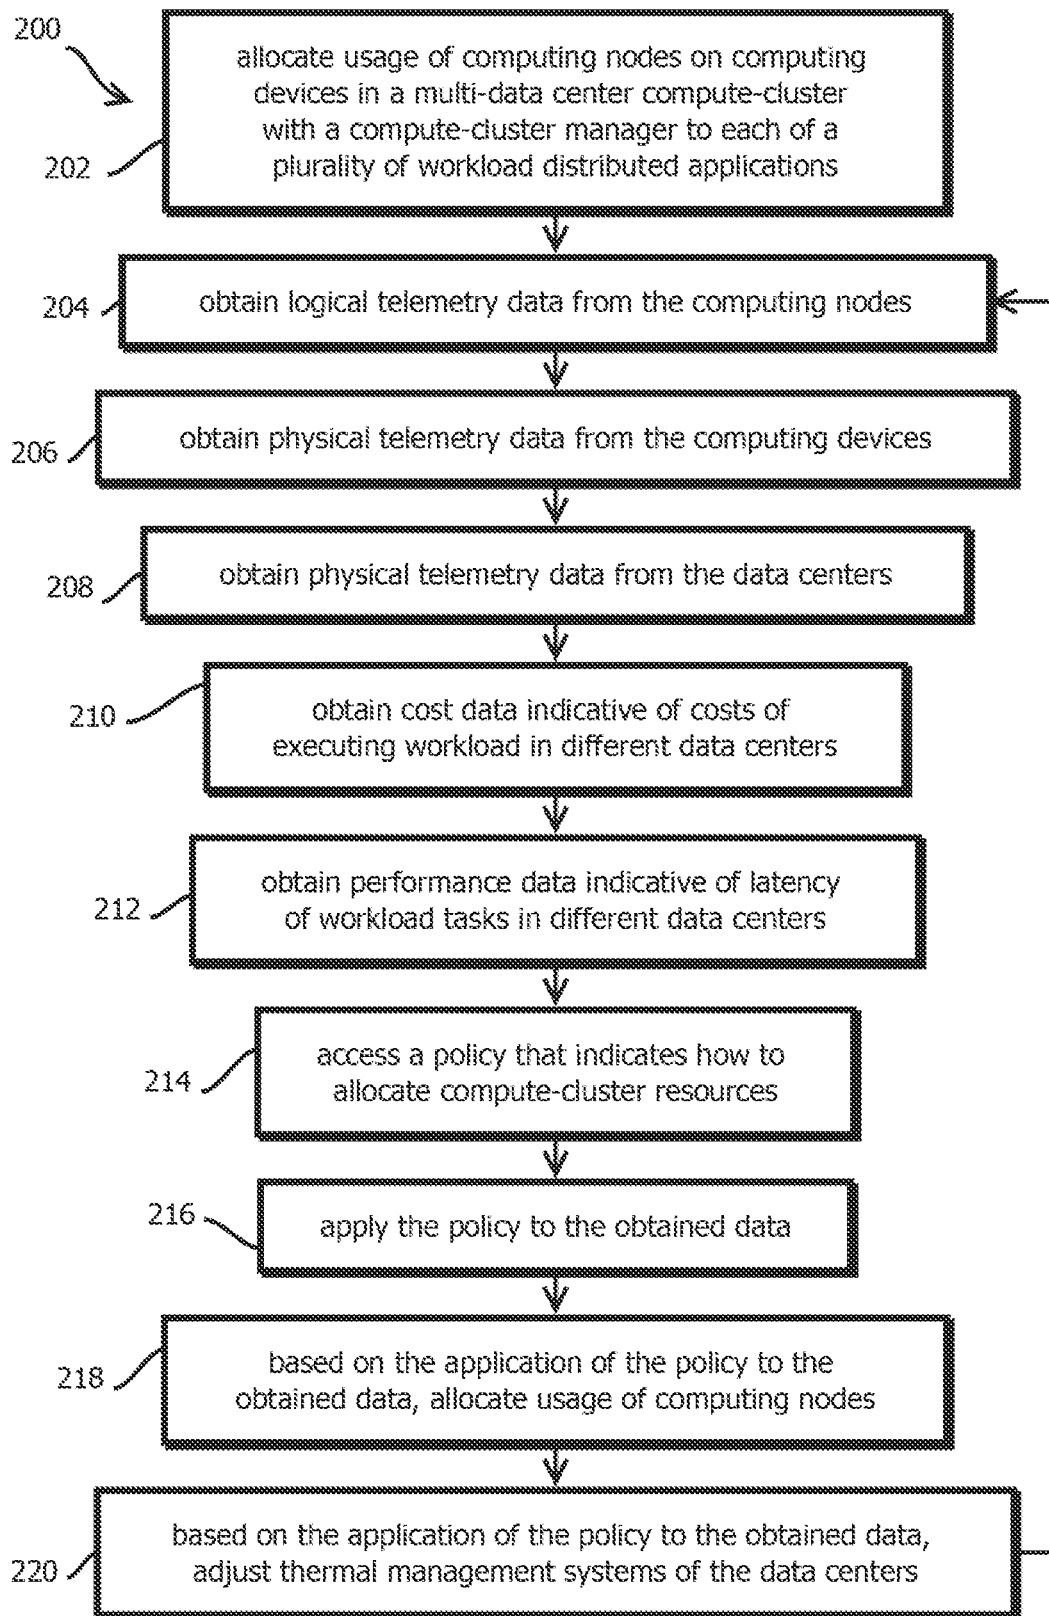 200
allocate usage of computing nodes on computing
devices in a multi-data center compute-cluster
with a compute-cluster manager to each of a
plurality of workload distributed applications
202
obtain logical telemetry data from the computing nodes
204
obtain physical telemetry data from the computing devices
206
obtain physical telemetry data from the data centers
208
obtain cost data indicative of costs of
executing workload in different data centers
210
obtain performance data indicative of latency
of workload tasks in different data centers
212
access a policy that indicates how to
allocate compute-cluster resources
214
apply the policy to the obtained data
216
based on the application of the policy to the
obtained data, allocate usage of computing nodes
218
based on the application of the policy to the obtained data,
adjust thermal management systems of the data centers
220